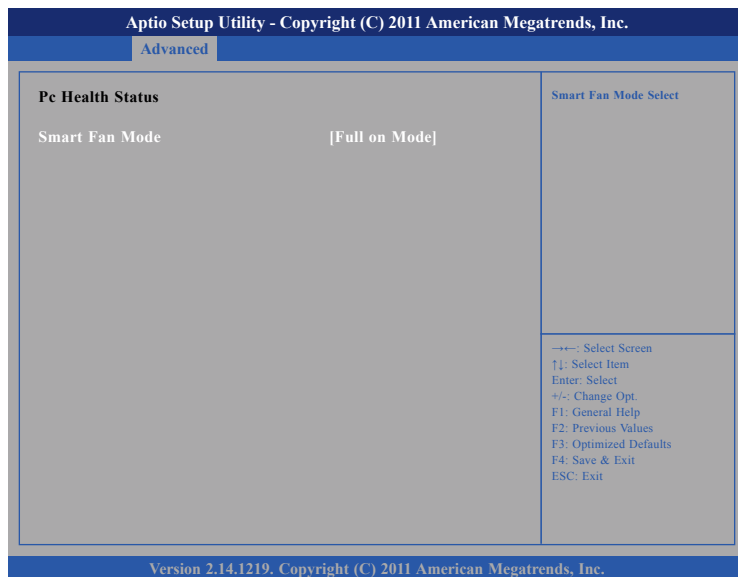 Aptio Setup Utility - Copyright (C) 2011 American Megatrends, Inc.
Advanced
Pc Health Status
Smart Fan Mode [Full on Mode]
Smart Fan Mode Select
→←: Select Screen
↑↓: Select Item
Enter: Select
+/-: Change Opt.
F1: General Help
F2: Previous Values
F3: Optimized Defaults
F4: Save & Exit
ESC: Exit
Version 2.14.1219. Copyright (C) 2011 American Megatrends, Inc.